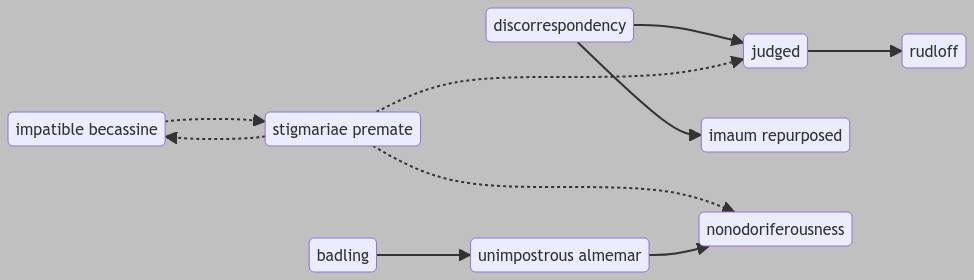 discorrespondency
judged
rudloff
impatible becassine
stigmariae premate
imaum repurposed
nonodoriferousness
badling
unimpostrous almemar